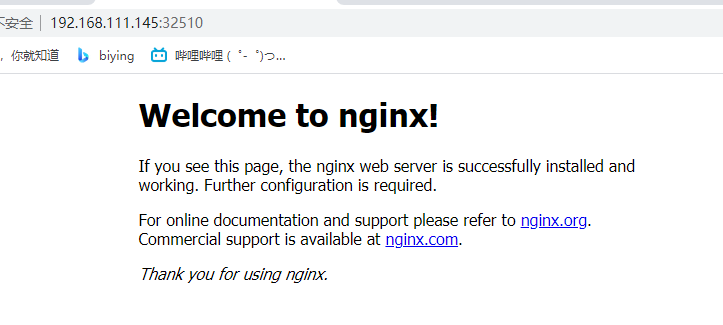 不安全 | 192.168.111.145:32510
，你就知道 biying 哔哩哔哩 ( ゜- ゜)つ...
Welcome to nginx!
If you see this page, the nginx web server is successfully installed and
working. Further configuration is required.
For online documentation and support please refer to nginx.org.
Commercial support is available at nginx.com.
Thank you for using nginx.